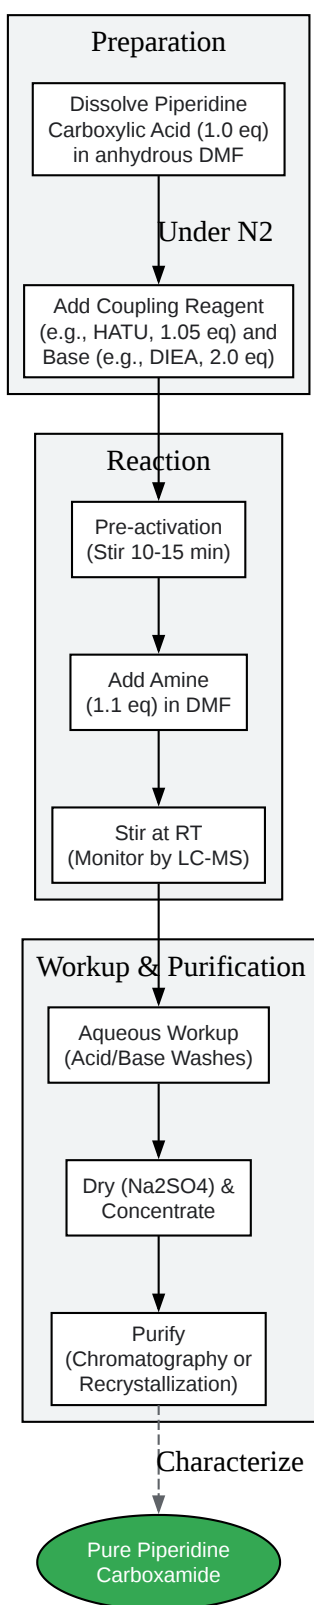 Preparation
Dissolve Piperidine
Carboxylic Acid (1.0 eq)
in anhydrous DMF
Under N2
Add Coupling Reagent
(e.g., HATU, 1.05 eq) and
Base (e.g., DIEA, 2.0 eq)
Reaction
Pre-activation
(Stir 10-15 min)
Add Amine
(1.1 eq) in DMF
Stir at RT
(Monitor by LC-MS)
Workup & Purification
Aqueous Workup
(Acid/Base Washes)
Dry (Na2SO4) &
Concentrate
Purify
(Chromatography or
Recrystallization)
Characterize
Pure Piperidine
Carboxamide